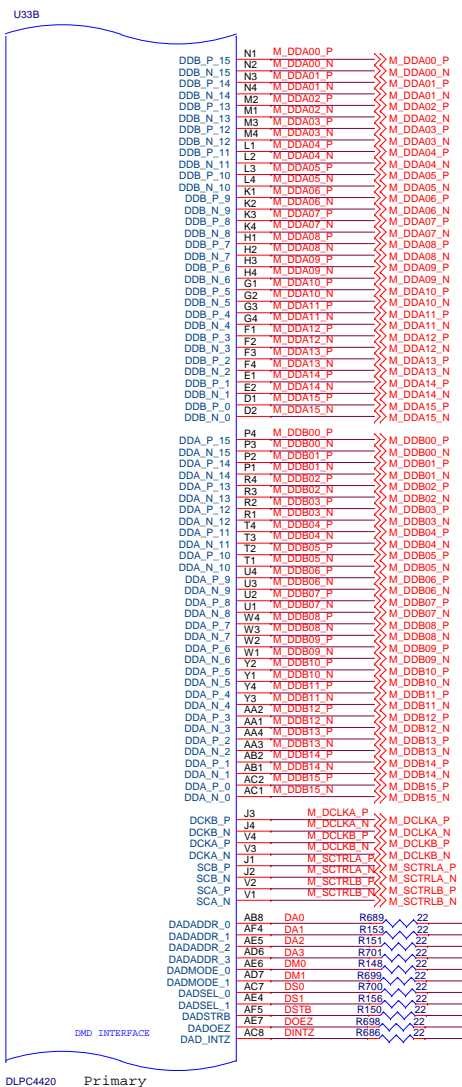 U33B
DDB_P_15 N1 M_DDA00_P M_DDA00_P
DDB_N_15 N2 M_DDA00_N M_DDA00_N
DDB_P_14 N3 M_DDA01_P M_DDA01_P
DDB_N_14 N4 M_DDA01_N M_DDA01_N
DDB_P_13 M2 M_DDA02_P M_DDA02_P
DDB_N_13 M1 M_DDA02_N M_DDA02_N
DDB_P_12 M3 M_DDA03_P M_DDA03_P
DDB_N_12 M4 M_DDA03_N M_DDA03_N
DDB_P_11 L1 M_DDA04_P M_DDA04_P
DDB_N_11 L2 M_DDA04_N M_DDA04_N
DDB_P_10 L3 M_DDA05_P M_DDA05_P
DDB_N_10 L4 M_DDA05_N M_DDA05_N
DDB_P_9 K1 M_DDA06_P M_DDA06_P
DDB_N_9 K2 M_DDA06_N M_DDA06_N
DDB_P_8 K3 M_DDA07_P M_DDA07_P
DDB_N_8 K4 M_DDA07_N M_DDA07_N
DDB_P_7 H1 M_DDA08_P M_DDA08_P
DDB_N_7 H2 M_DDA08_N M_DDA08_N
DDB_P_6 H3 M_DDA09_P M_DDA09_P
DDB_N_6 H4 M_DDA09_N M_DDA09_N
DDB_P_5 G1 M_DDA10_P M_DDA10_P
DDB_N_5 G2 M_DDA10_N M_DDA10_N
DDB_P_4 G3 M_DDA11_P M_DDA11_P
DDB_N_4 G4 M_DDA11_N M_DDA11_N
DDB_P_3 F1 M_DDA12_P M_DDA12_P
DDB_N_3 F2 M_DDA12_N M_DDA12_N
DDB_P_2 F3 M_DDA13_P M_DDA13_P
DDB_N_2 F4 M_DDA13_N M_DDA13_N
DDB_P_1 E1 M_DDA14_P M_DDA14_P
DDB_N_1 E2 M_DDA14_N M_DDA14_N
DDB_P_0 D1 M_DDA15_P M_DDA15_P
DDB_N_0 D2 M_DDA15_N M_DDA15_N
DDA_P_15 P4 M_DDB00_P M_DDB00_P
DDA_N_15 P3 M_DDB00_N M_DDB00_N
DDA_P_14 P2 M_DDB01_P M_DDB01_P
DDA_N_14 P1 M_DDB01_N M_DDB01_N
DDA_P_13 R4 M_DDB02_P M_DDB02_P
DDA_N_13 R3 M_DDB02_N M_DDB02_N
DDA_P_12 R2 M_DDB03_P M_DDB03_P
DDA_N_12 R1 M_DDB03_N M_DDB03_N
DDA_P_11 T4 M_DDB04_P M_DDB04_P
DDA_N_11 T3 M_DDB04_N M_DDB04_N
DDA_P_10 T2 M_DDB05_P M_DDB05_P
DDA_N_10 T1 M_DDB05_N M_DDB05_N
DDA_P_9 U4 M_DDB06_P M_DDB06_P
DDA_N_9 U3 M_DDB06_N M_DDB06_N
DDA_P_8 U2 M_DDB07_P M_DDB07_P
DDA_N_8 U1 M_DDB07_N M_DDB07_N
DDA_P_7 W4 M_DDB08_P M_DDB08_P
DDA_N_7 W3 M_DDB08_N M_DDB08_N
DDA_P_6 W2 M_DDB09_P M_DDB09_P
DDA_N_6 W1 M_DDB09_N M_DDB09_N
DDA_P_5 Y2 M_DDB10_P M_DDB10_P
DDA_N_5 Y1 M_DDB10_N M_DDB10_N
DDA_P_4 Y4 M_DDB11_P M_DDB11_P
DDA_N_4 Y3 M_DDB11_N M_DDB11_N
DDA_P_3 AA2 M_DDB12_P M_DDB12_P
DDA_N_3 AA1 M_DDB12_N M_DDB12_N
DDA_P_2 AA4 M_DDB13_P M_DDB13_P
DDA_N_2 AA3 M_DDB13_N M_DDB13_N
DDA_P_1 AB2 M_DDB14_P M_DDB14_P
DDA_N_1 AB1 M_DDB14_N M_DDB14_N
DDA_P_0 AC2 M_DDB15_P M_DDB15_P
DDA_N_0 AC1 M_DDB15_N M_DDB15_N
DCKB_P J3 M_DCLKA_P M_DCLKA_P
DCKB_N J4 M_DCLKA_N M_DCLKA_N
DCKA_P V4 M_DCLKB_P M_DCLKB_P
DCKA_N V3 M_DCLKB_N M_DCLKB_N
SCB_P J1 M_SCTRLA_P M_SCTRLA_P
SCB_N J2 M_SCTRLA_N M_SCTRLA_N
SCA_P V2 M_SCTRLB_P M_SCTRLB_P
SCA_N V1 M_SCTRLB_N M_SCTRLB_N
DADADDR_0 AB8 DA0 R689 22
DADADDR_1 AF4 DA1 R153 22
DADADDR_2 AE5 DA2 R151 22
DADADDR_3 AD6 DA3 R701 22
DADMODE_0 AE6 DM0 R148 22
DADMODE_1 AD7 DM1 R699 22
DADSEL_0 AC7 DS0 R700 22
DADSEL_1 AE4 DS1 R156 22
DADSTRB AF5 DSTB R150 22
DADOEZ AE7 DOEZ R698 22
DAD_INTZ AC8 DINTZ R686 22
DMD INTERFACE
DLPC4420 Primary